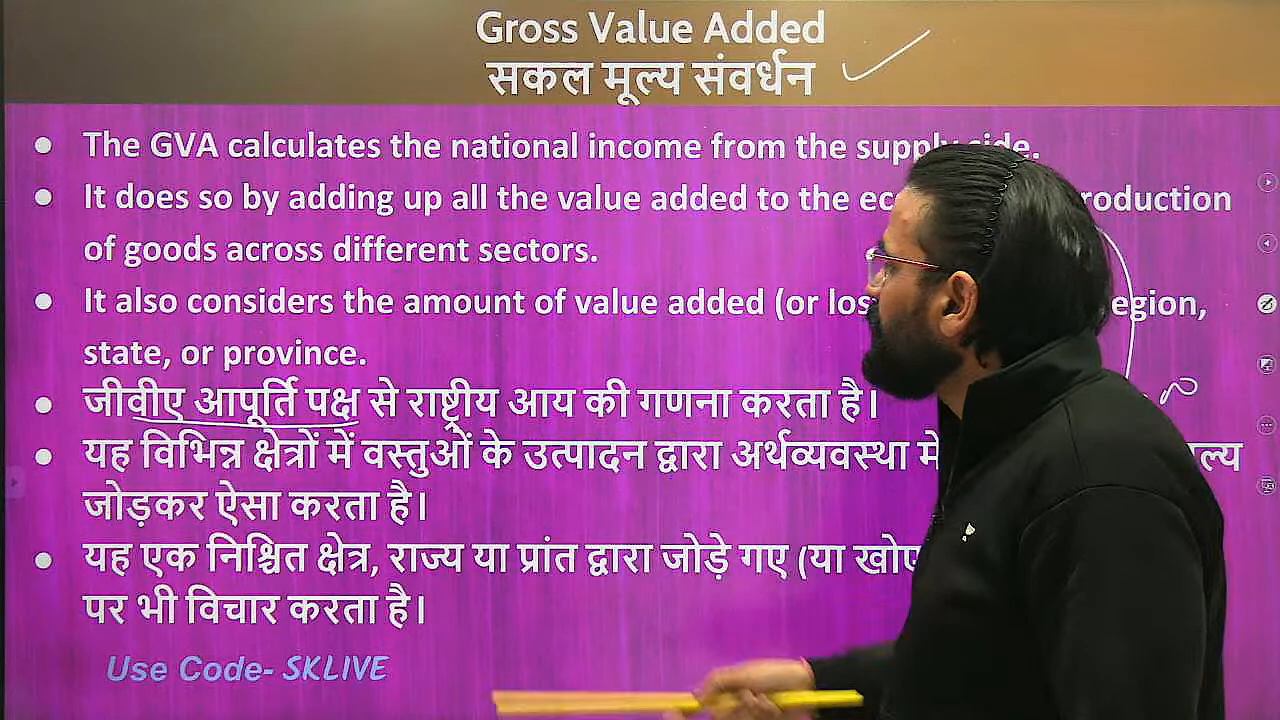 Gross Value Added
सकल मूल्य संवर्धन
The GVA calculates the national income from the supply side.
It does so by adding up all the value added to the roduction
of goods across different sectors.
It also considers the amount of value added (or egion,
state, or province.
जीवीए आपूर्ति पक्ष से राष्ट्रीय आय की गणना करता है।
यह विभिन्न क्षेत्रों में वस्तुओं के उत्पादन द्वारा अर्थव्यवस्था में
जोड़कर ऐसा करता है।
यह एक निश्चित क्षेत्र, राज्य या प्रांत द्वारा जोड़े गए (या
पर भी विचार करता है।
Use Code- SKLIVE